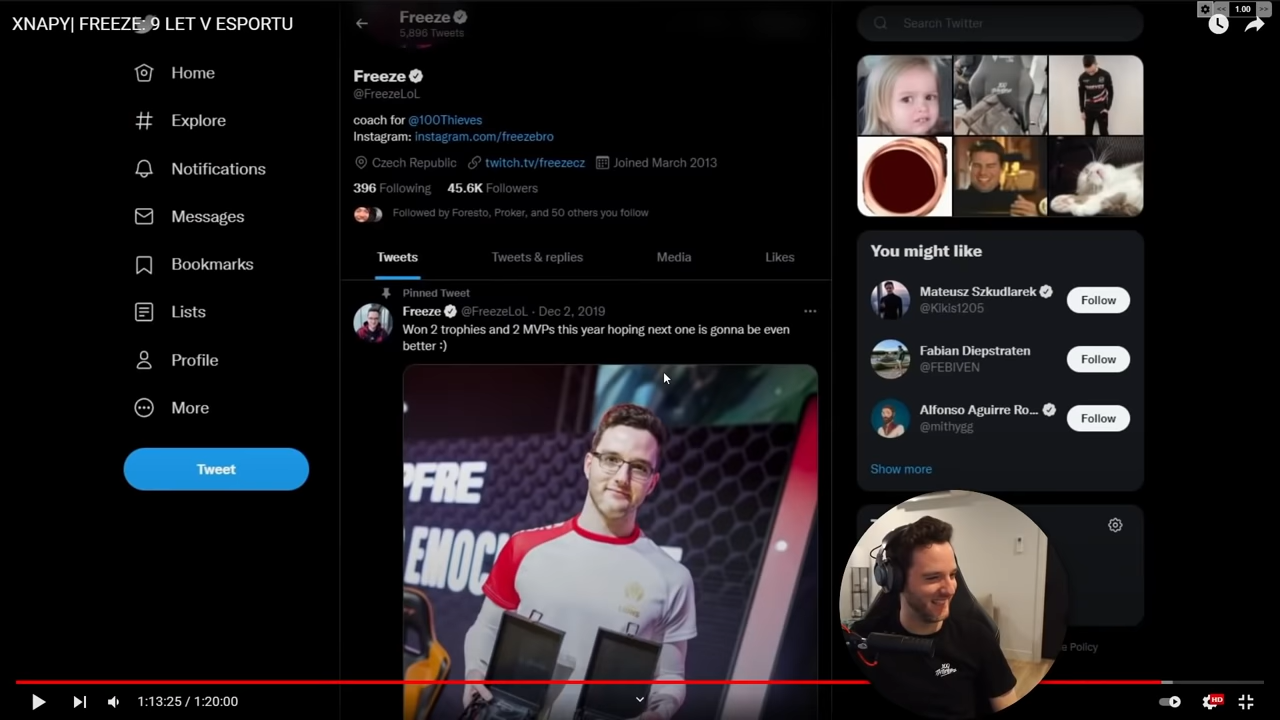 XNAPY| FREEZE: 9 LET V ESPORTU
<< 1.00 >>
Home
Explore
Notifications
Messages
Bookmarks
Lists
Profile
More
Tweet
Freeze
5,896 Tweets
Freeze
@FreezeLoL
coach for @100Thieves
Instagram: instagram.com/freezebro
Czech Republic twitch.tv/freezecz Joined March 2013
396 Following 45.6K Followers
Followed by Foresto, Proker, and 50 others you follow
Tweets Tweets & replies Media Likes
Pinned Tweet
Freeze @FreezeLoL · Dec 2, 2019 ···
Won 2 trophies and 2 MVPs this year hoping next one is gonna be even
better :)
Search Twitter
You might like
Mateusz Szkudlarek
@Kikis1205
Follow
Fabian Diepstraten
@FEBIVEN
Follow
Alfonso Aguirre Ro...
@mithygg
Follow
Show more
Policy
1:13:25 / 1:20:00
HD